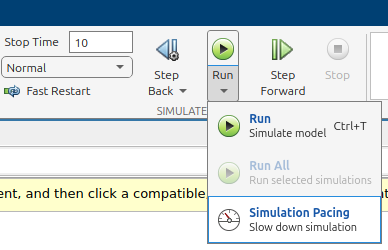 Stop Time 10
Normal
Fast Restart
Step
Back
Run
Step
Forward
Stop
SIMULATE
Run
Simulate model Ctrl+T
Run All
Run selected simulations
Simulation Pacing
Slow down simulation
ent, and then click a compatible